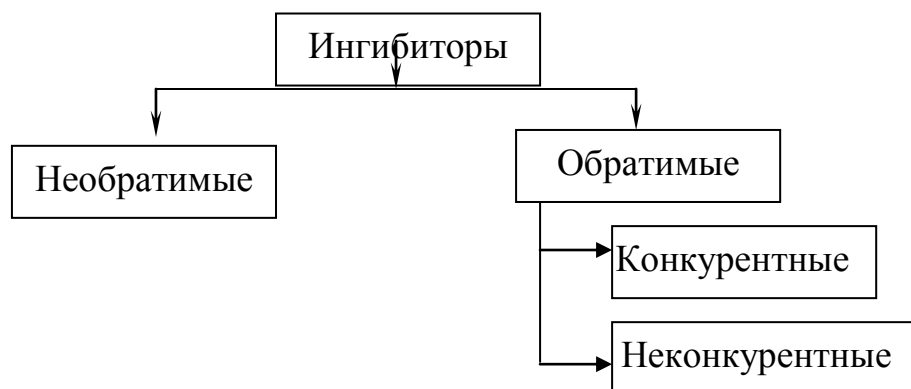 Ингибиторы
Необратимые
Обратимые
Конкурентные
Неконкурентные